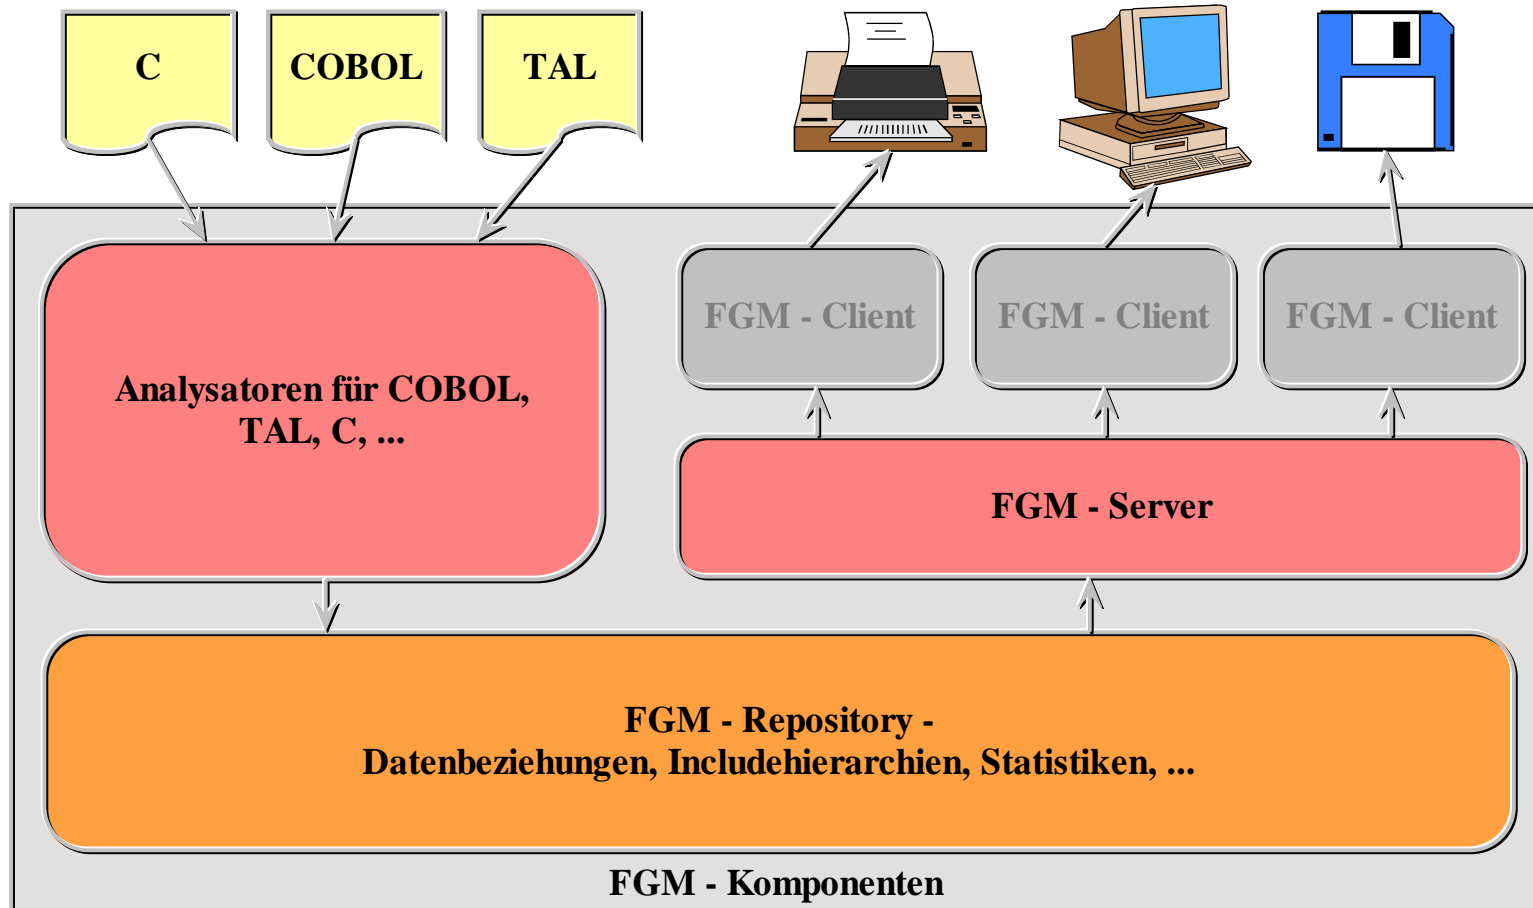 C
COBOL
TAL
Analysatoren für COBOL,
TAL, C, ...
FGM - Client
FGM - Client
FGM - Client
FGM - Server
FGM - Repository -
Datenbeziehungen, Includehierarchien, Statistiken, ...
FGM - Komponenten